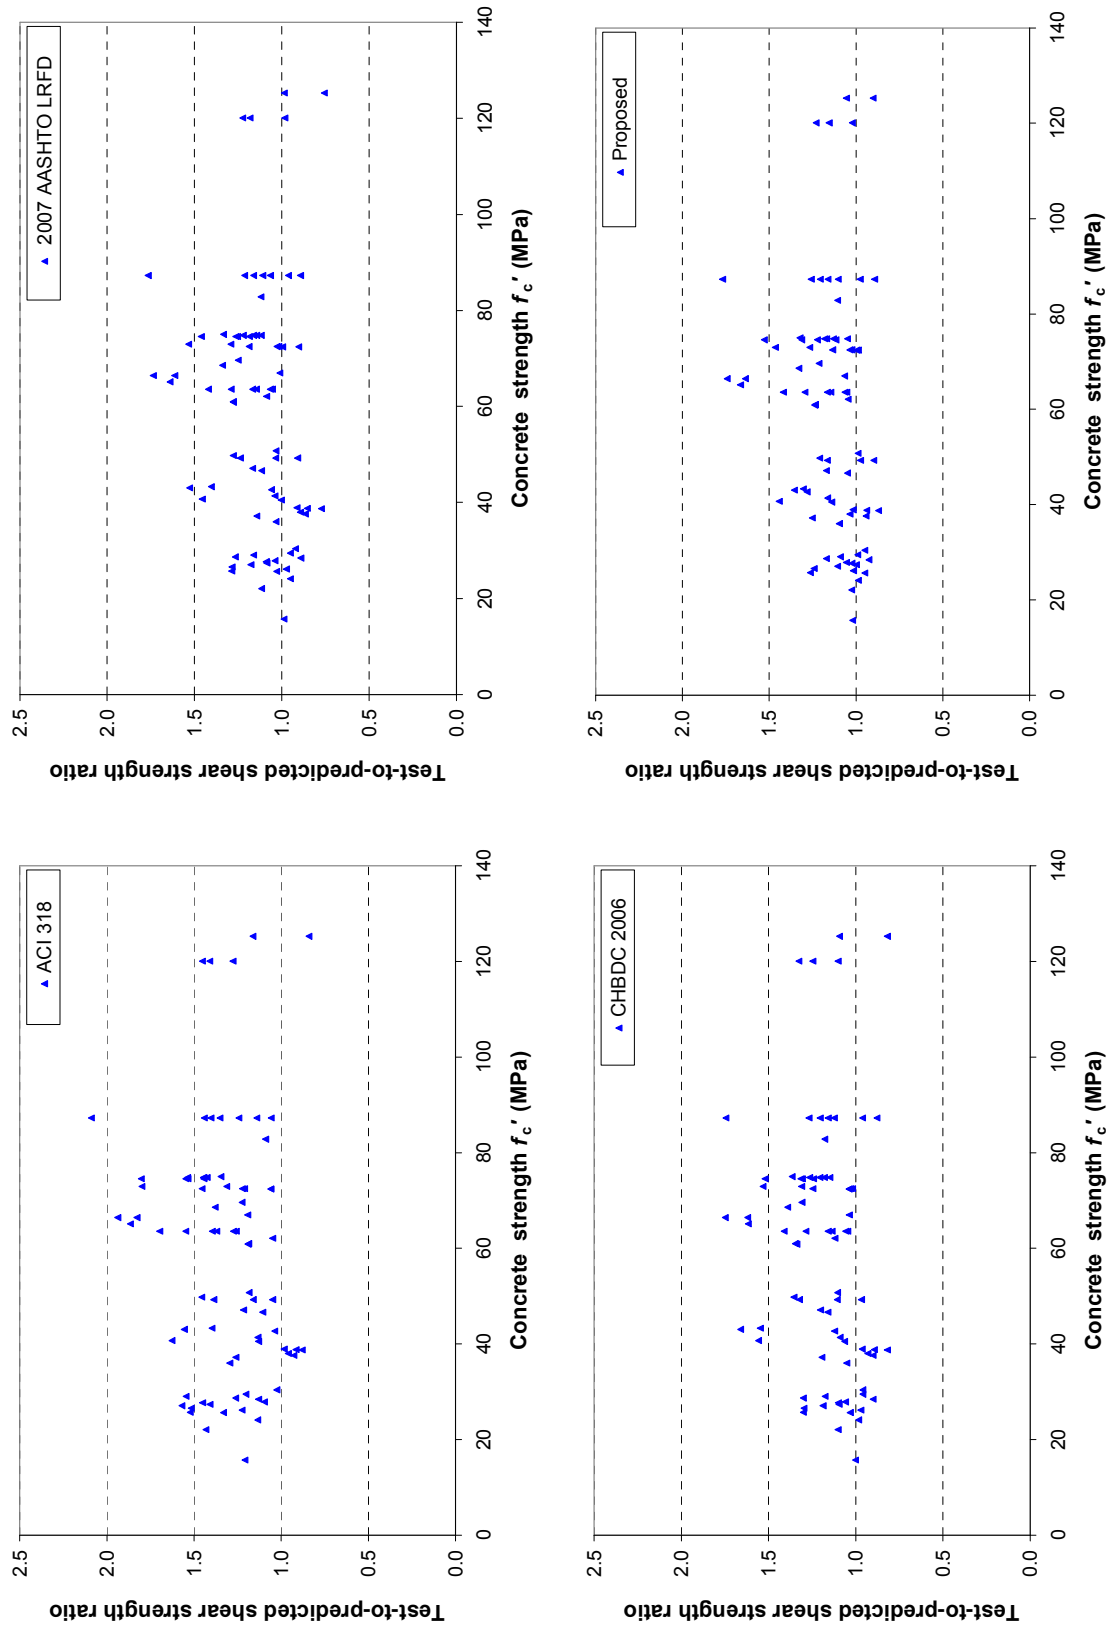 ACI 318
2.5
2.0
1.5
1.0
0.5
0.0
0 20 40 60 80 100 120 140
Test-to-predicted shear strength ratio
Concrete strength f c ′ (MPa)
2007 AASHTO LRFD
2.5
2.0
1.5
1.0
0.5
0.0
0 20 40 60 80 100 120 140
Test-to-predicted shear strength ratio
Concrete strength f c ′ (MPa)
CHBDC 2006
2.5
2.0
1.5
1.0
0.5
0.0
0 20 40 60 80 100 120 140
Test-to-predicted shear strength ratio
Concrete strength f c ′ (MPa)
Proposed
2.5
2.0
1.5
1.0
0.5
0.0
0 20 40 60 80 100 120 140
Test-to-predicted shear strength ratio
Concrete strength f c ′ (MPa)